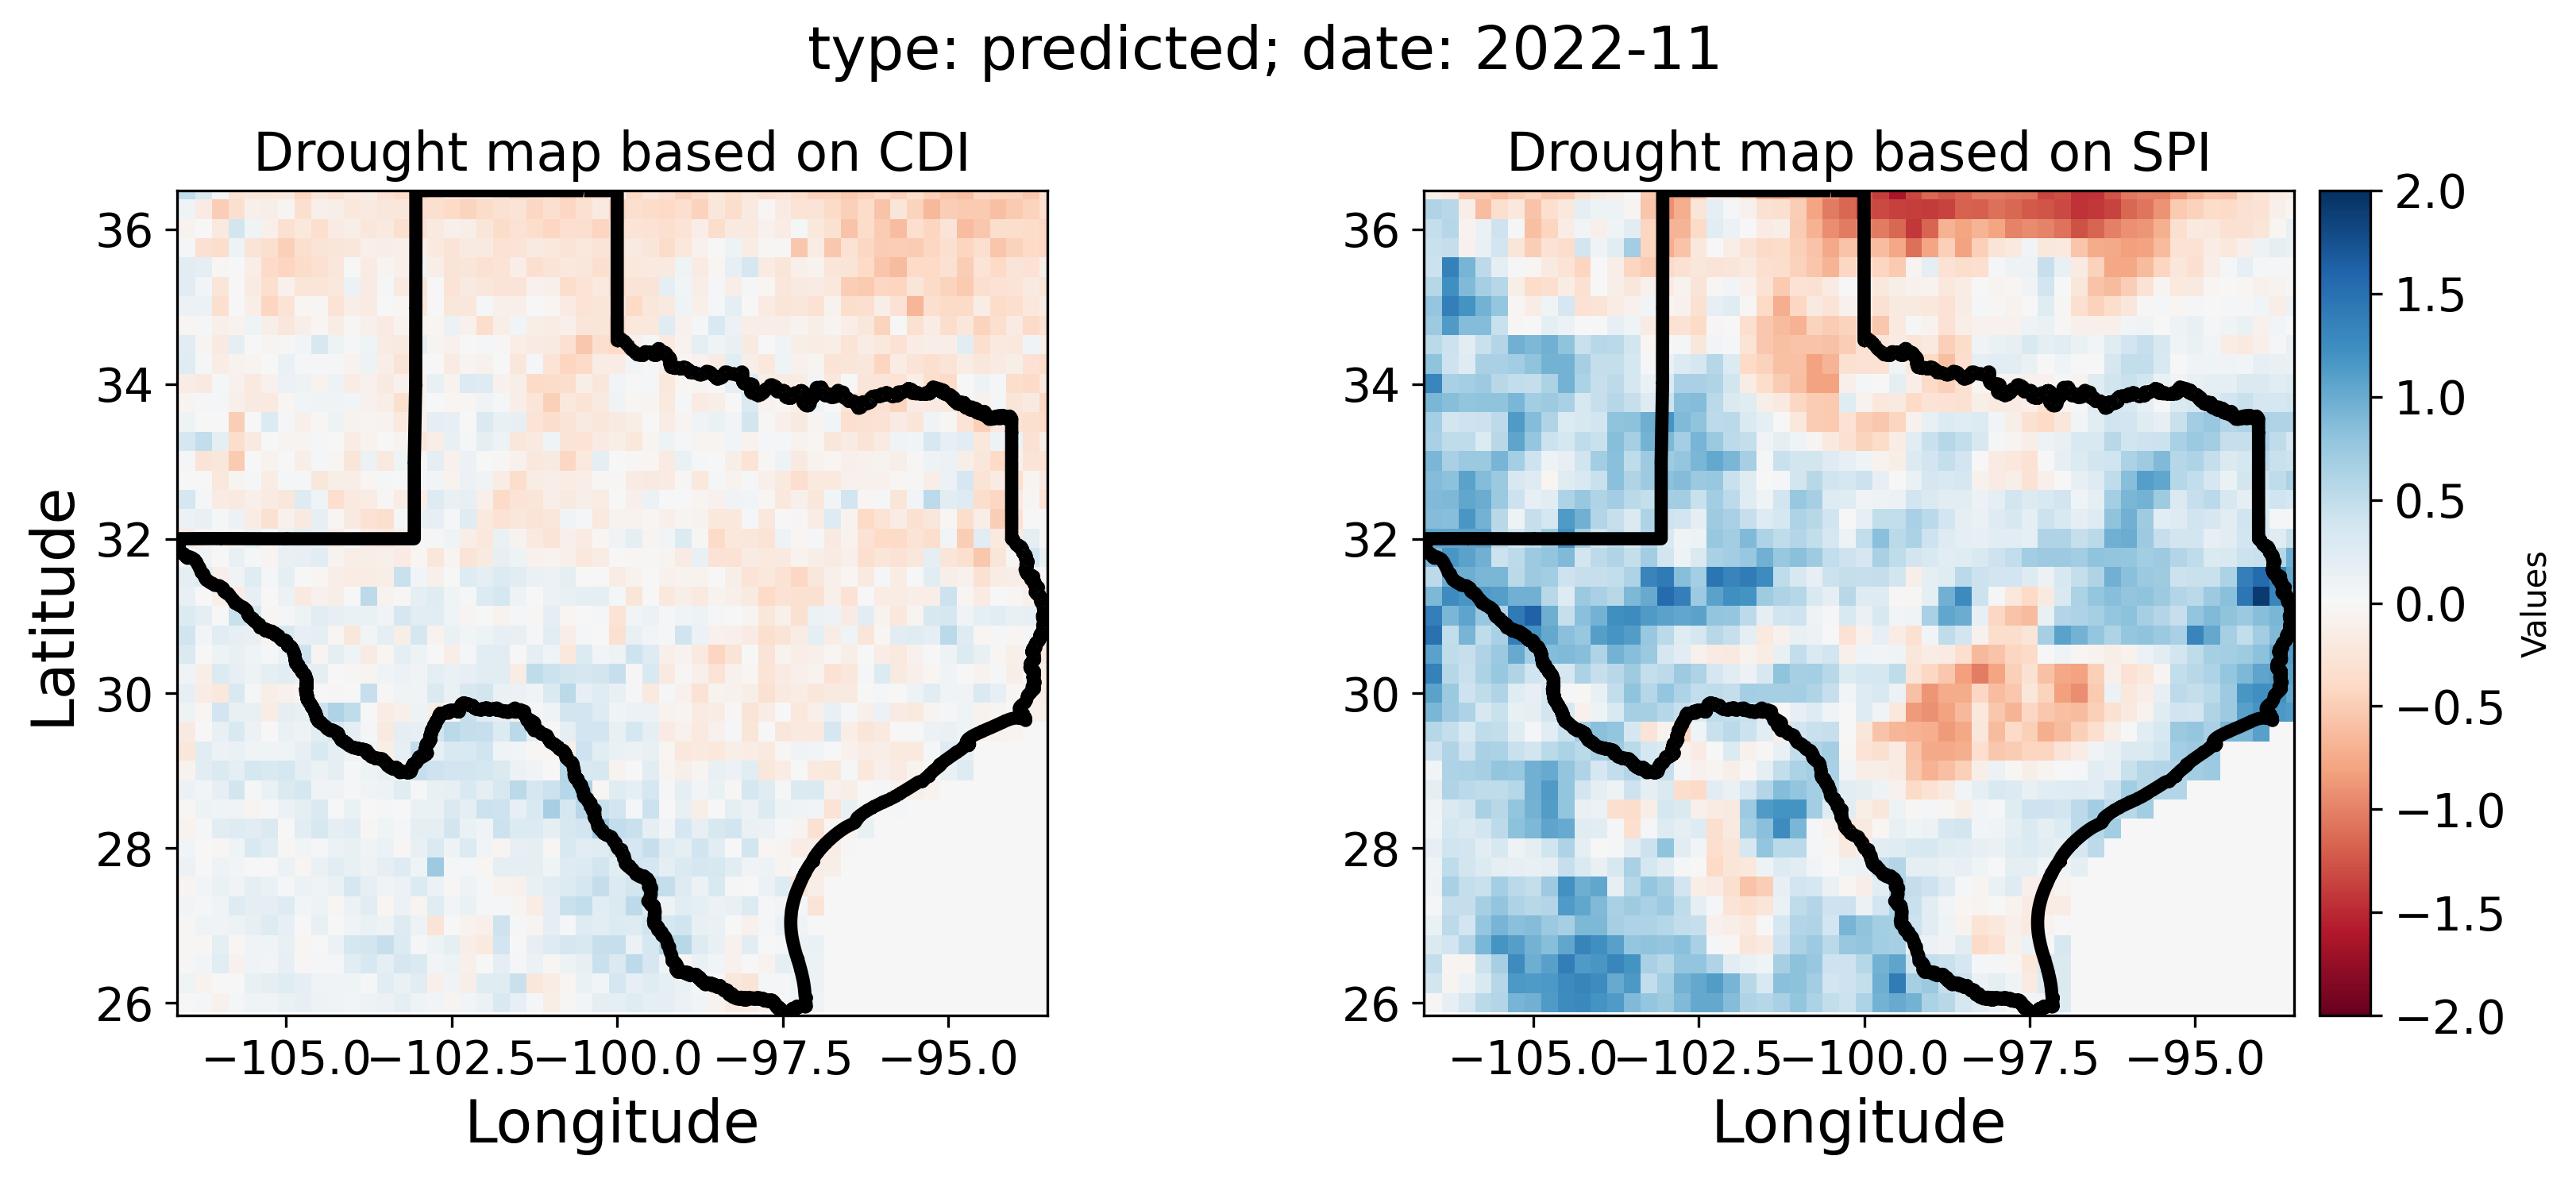 type: predicted; date: 2022-11
Drought map based on CDI
Latitude
36
34
32
30
28
26
−105.0 −102.5 −100.0 −97.5 −95.0
Longitude
Drought map based on SPI
36
34
32
30
28
26
−105.0 −102.5 −100.0 −97.5 −95.0
Longitude
2.0
1.5
1.0
0.5
0.0
−0.5
−1.0
−1.5
−2.0
Values